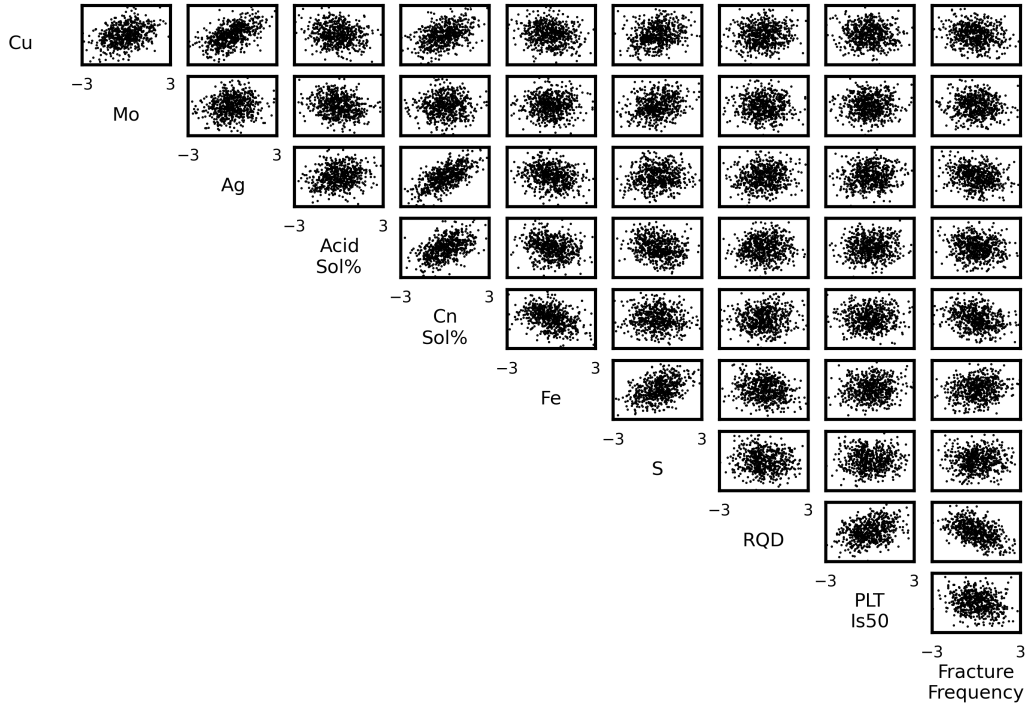 Cu
−3 3
Mo
−3 3
Ag
−3 3
Acid
Sol%
−3 3
Cn
Sol%
−3 3
Fe
−3 3
S
−3 3
RQD
−3 3
PLT
Is50
−3 3
Fracture
Frequency